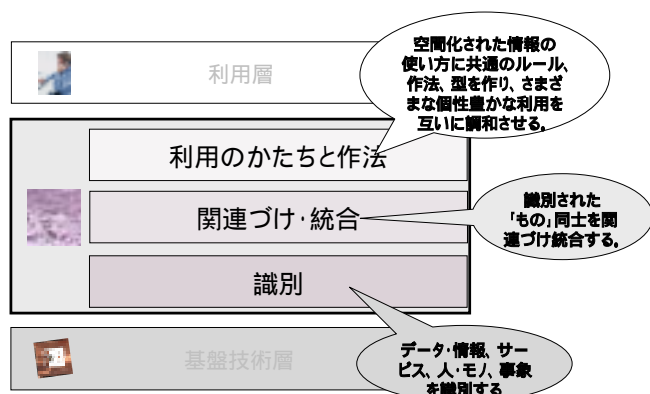 空間化された情報の
使い方に共通のルール、
作法、型を作り、さまざ
まな個性豊かな利用を
互いに調和させる。
利用層
利用のかたちと作法
関連づけ・統合
識別された
「もの」同士を関
連づけ統合する。
識別
データ・情報、サー
ビス、人・モノ、事象
を識別する
基盤技術層